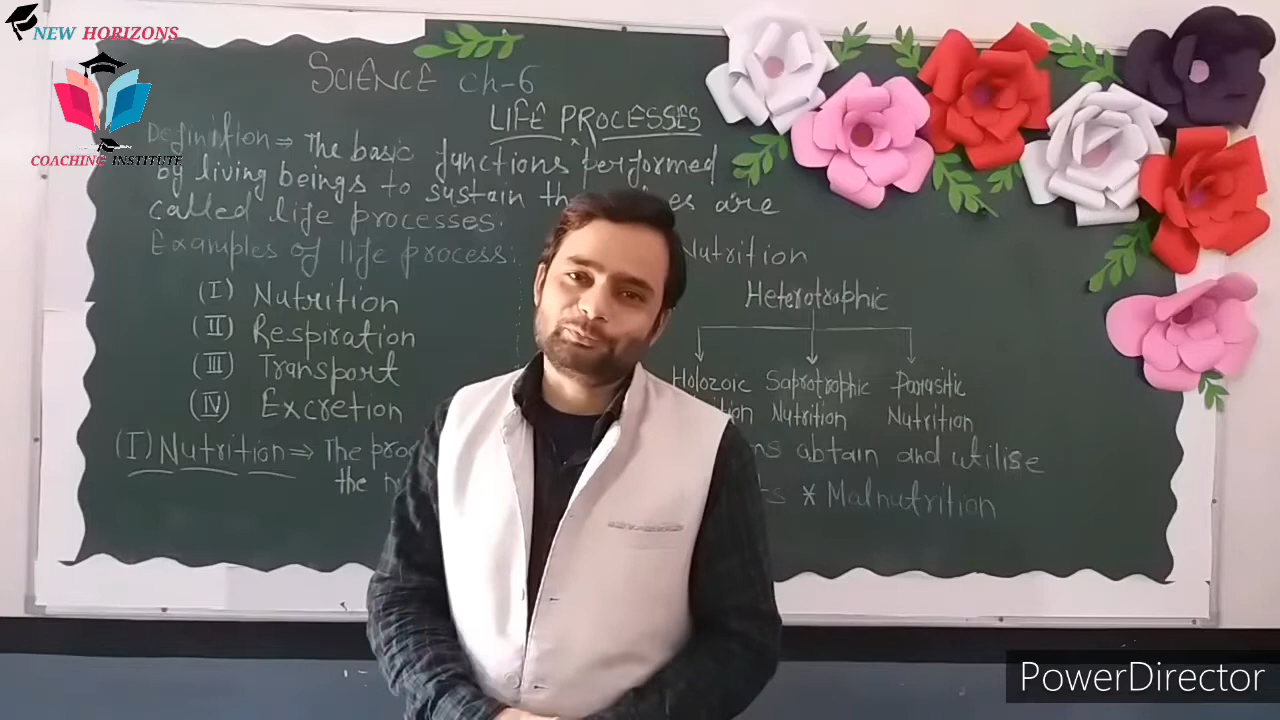 NEW HORIZONS
COACHING INSTITUTE
SCIENCE Ch-6
LIFE PROCESSES
Definition ⇒ The basic functions performed
by living beings to sustain are
called life processes.
Examples of life process:
(I) Nutrition
(II) Respiration
(III) Transport
(IV) Excretion
Nutrition
Heterotrophic
Holozoic Saprotrophic Parasitic
Nutrition Nutrition
(I) Nutrition ⇒ The obtain and utilise
the * Malnutrition
PowerDirector